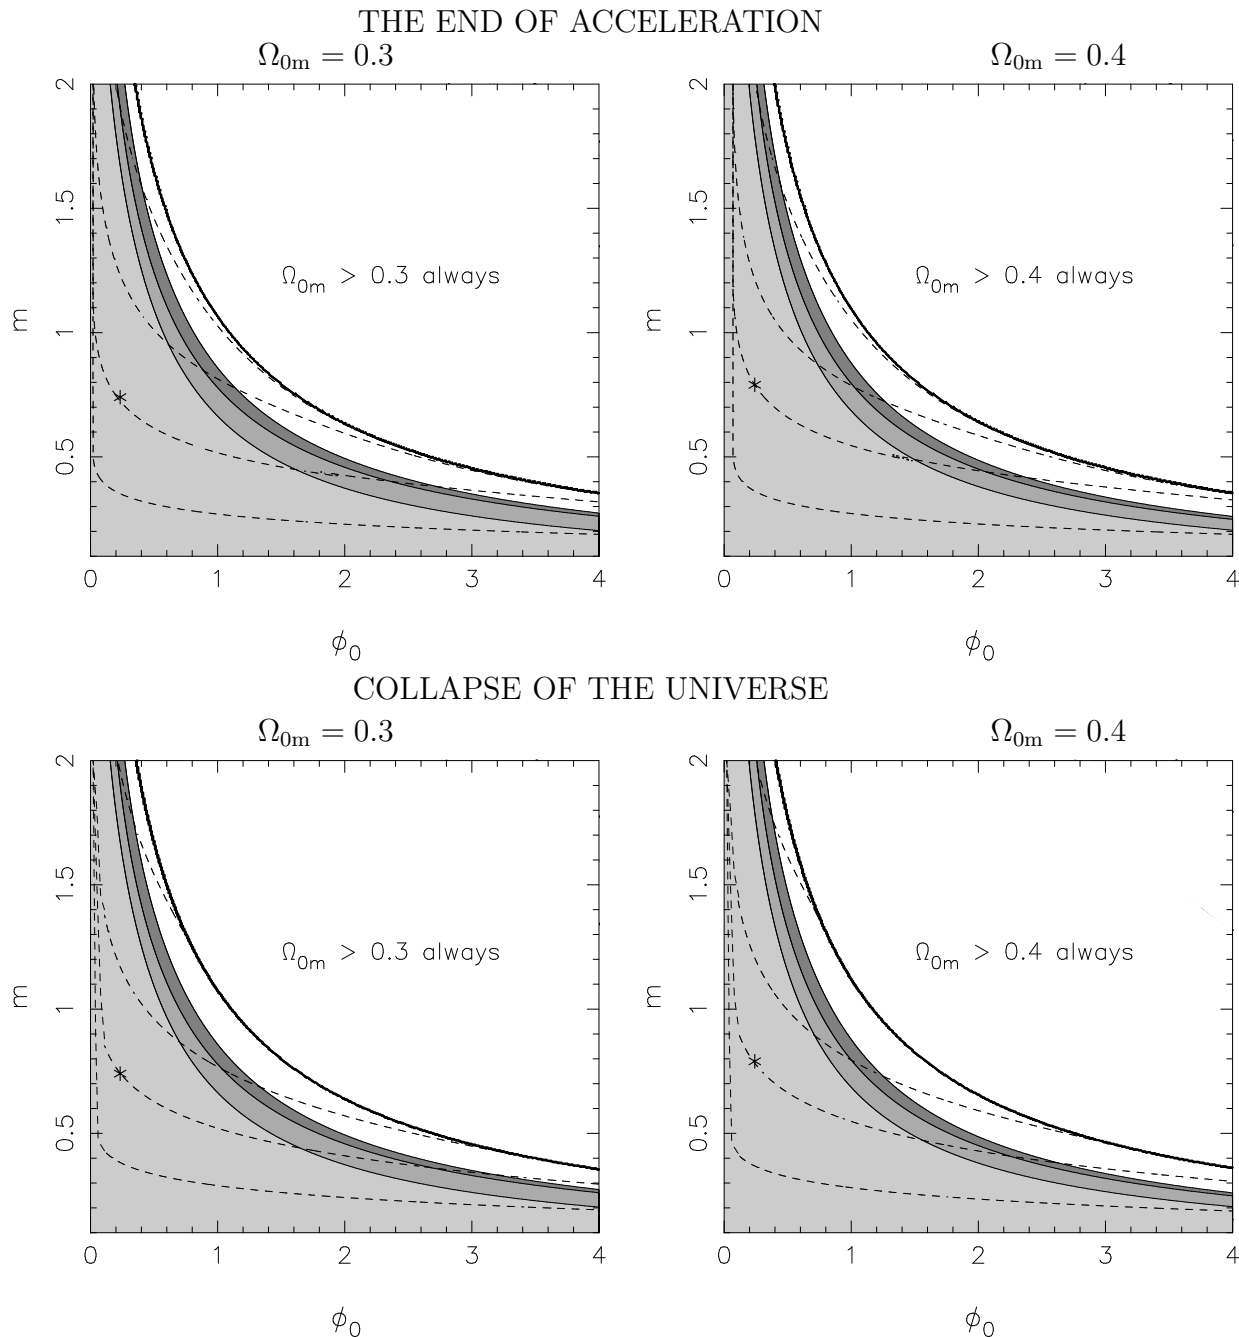 THE END OF ACCELERATION
Ω0m = 0.3 Ω0m = 0.4
2 2
1.5 1.5
Ω0m > 0.3 always Ω0m > 0.4 always
m 1 m 1
0.5 0.5
0 1 2 3 4 0 1 2 3 4
ϕ0 ϕ0
COLLAPSE OF THE UNIVERSE
Ω0m = 0.3 Ω0m = 0.4
2 2
1.5 1.5
Ω0m > 0.3 always Ω0m > 0.4 always
m 1 m 1
0.5 0.5
0 1 2 3 4 0 1 2 3 4
ϕ0 ϕ0